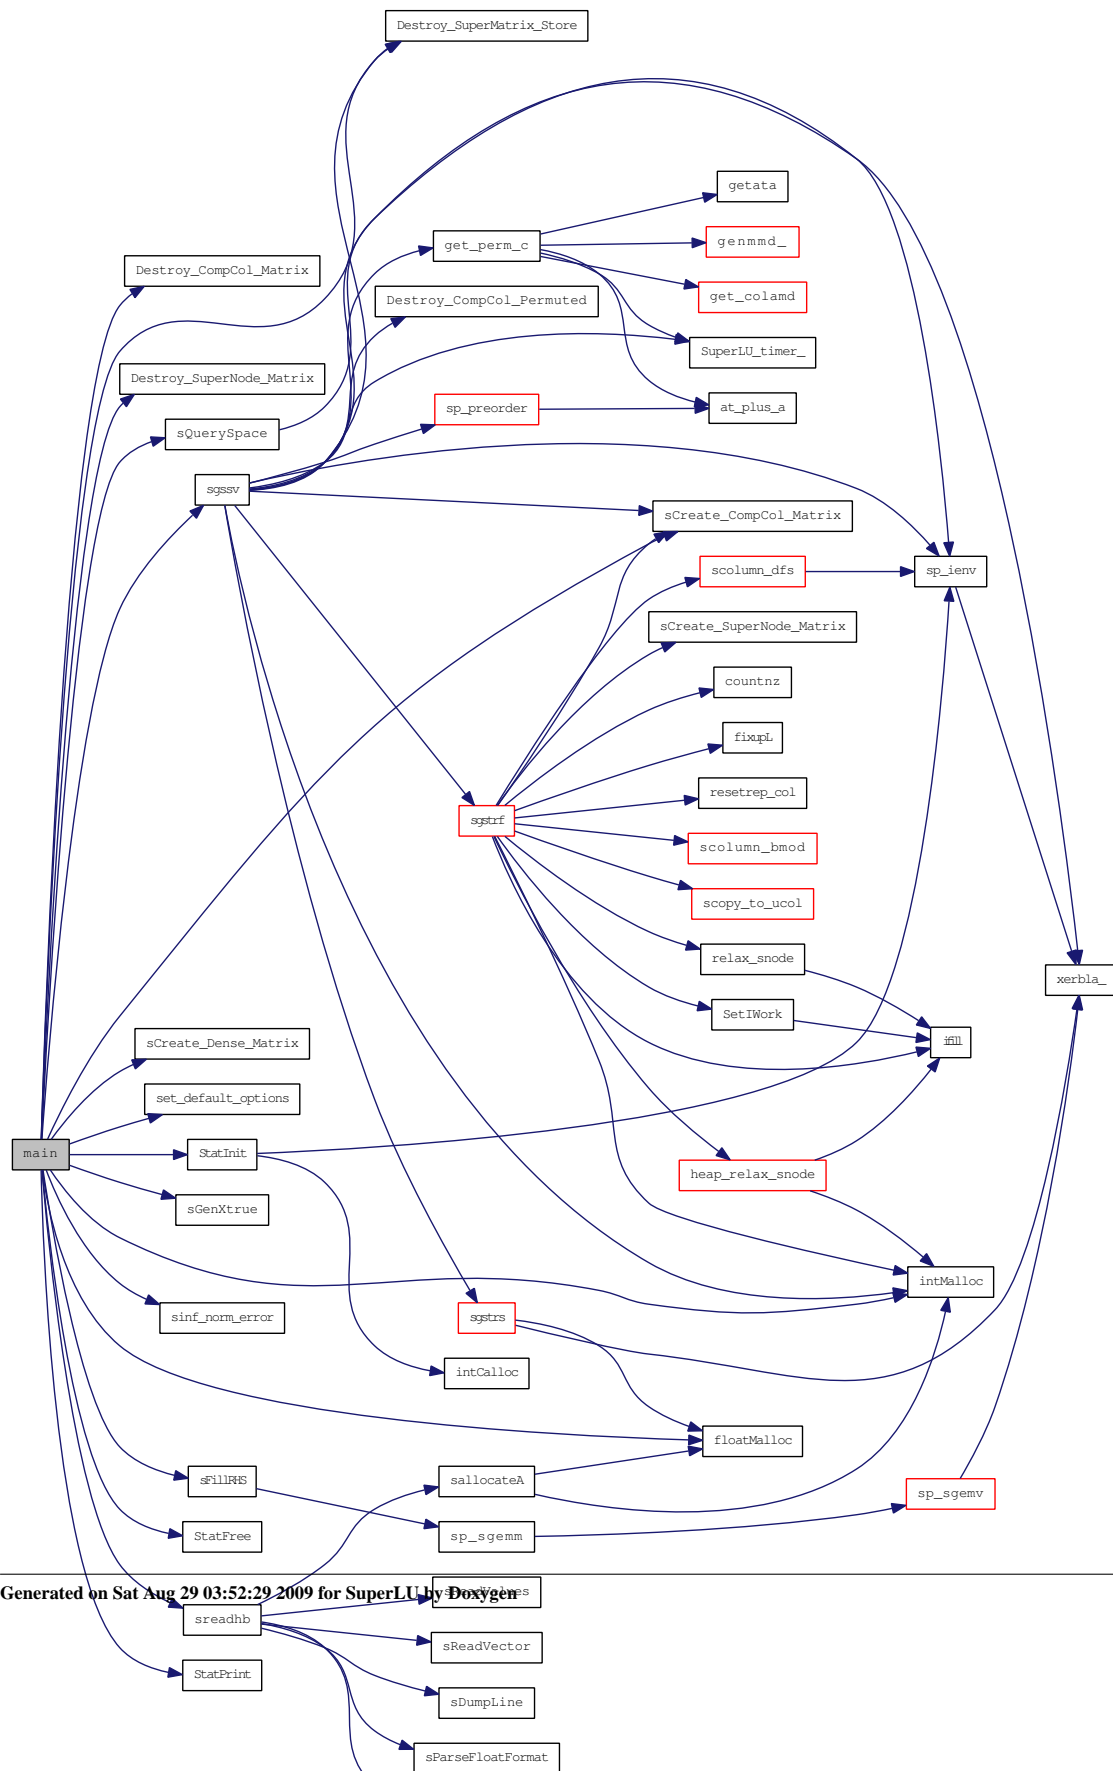 Destroy_SuperMatrix_Store
getata
get_perm_c
genmmd_
Destroy_CompCol_Matrix
get_colamd
Destroy_CompCol_Permuted
SuperLU_timer_
Destroy_SuperNode_Matrix
sp_preorder
at_plus_a
sQuerySpace
sgssv
sCreate_CompCol_Matrix
scolumn_dfs
sp_ienv
sCreate_SuperNode_Matrix
countnz
fixupL
resetrep_col
sgstrf
scolumn_bmod
scopy_to_ucol
relax_snode
xerbla_
SetIWork
ifill
sCreate_Dense_Matrix
set_default_options
main
StatInit
heap_relax_snode
sGenXtrue
intMalloc
sinf_norm_error
sgstrs
intCalloc
floatMalloc
sFillRHS
sallocateA
sp_sgemv
StatFree
sp_sgemm
Generated on Sat Aug 29 03:52:29 2009 for SuperLU by Doxygen
sReadValues
sreadhb
sReadVector
StatPrint
sDumpLine
sParseFloatFormat